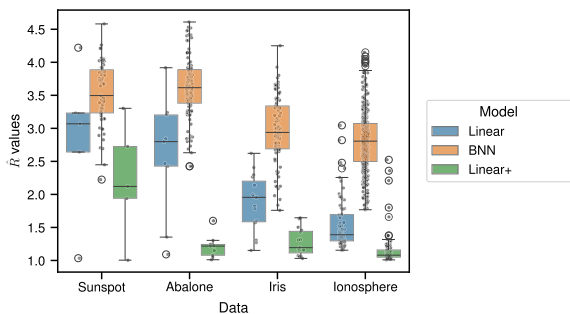 R̂ values
4.5
4.0
3.5
3.0
2.5
2.0
1.5
1.0
Sunspot Abalone Iris Ionosphere
Data
Model
Linear
BNN
Linear+